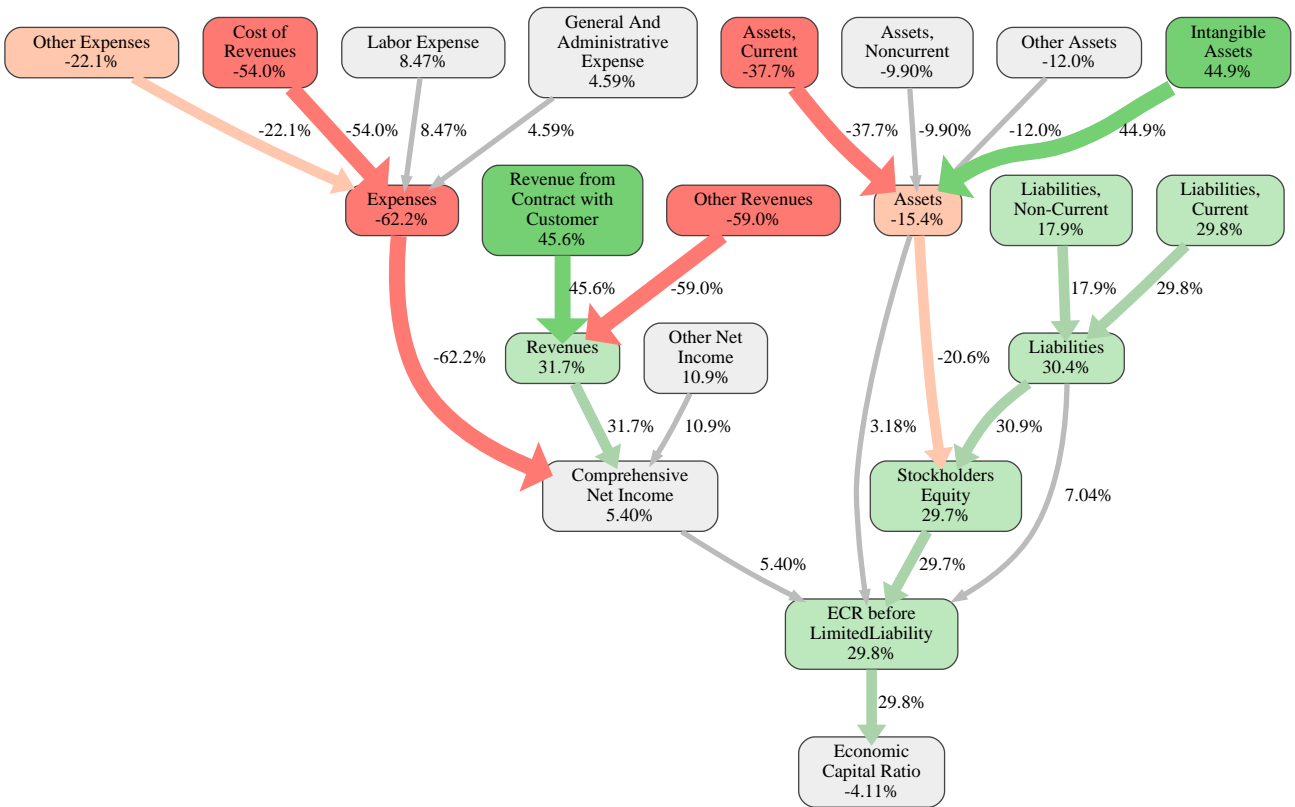 Other Expenses
-22.1%
Cost of
Revenues
-54.0%
Labor Expense
8.47%
General And
Administrative
Expense
4.59%
Assets,
Current
-37.7%
Assets,
Noncurrent
-9.90%
Other Assets
-12.0%
Intangible
Assets
44.9%
-22.1%
-54.0%
8.47%
4.59%
-37.7%
-9.90%
-12.0%
44.9%
Expenses
-62.2%
Revenue from
Contract with
Customer
45.6%
Other Revenues
-59.0%
Assets
-15.4%
Liabilities,
Non-Current
17.9%
Liabilities,
Current
29.8%
45.6%
-59.0%
17.9%
29.8%
-62.2%
Revenues
31.7%
Other Net
Income
10.9%
-20.6%
Liabilities
30.4%
31.7%
10.9%
3.18%
30.9%
Comprehensive
Net Income
5.40%
Stockholders
Equity
29.7%
7.04%
5.40%
29.7%
ECR before
LimitedLiability
29.8%
29.8%
Economic
Capital Ratio
-4.11%